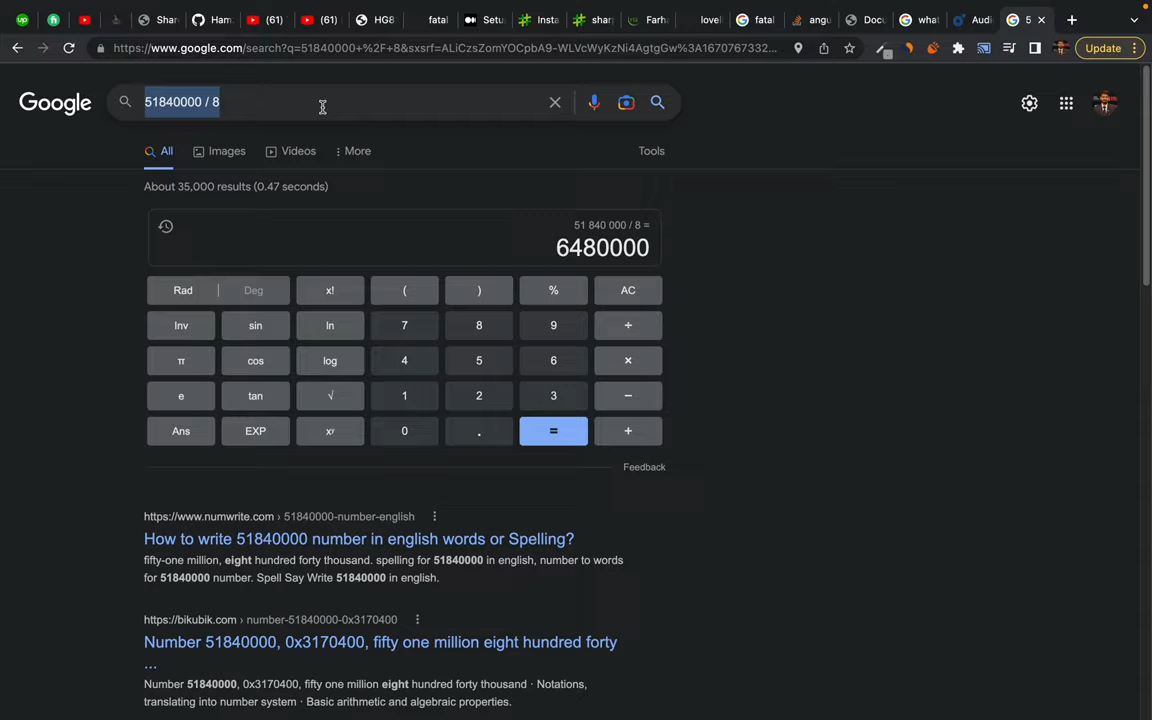 Shar (61) (61) Ham HG8 fatal Setu Insta shar Farha loveli fatal angu Docu what Audi 5
https://www.google.com/search?q=51840000+%2F+8&sxsrf=ALiCzsZomYOCpbA9-WLVcWyKzNi4AgtgGw%3A1670767332... Update
Google 51840000 / 8
All Images Videos More Tools
About 35,000 results (0.47 seconds)
51 840 000 / 8 =
6480000
Rad Deg x! ( ) % AC
Inv sin ln 7 8 9 ÷
π cos log 4 5 6 ×
e tan √ 1 2 3 −
Ans EXP xʸ 0 . = +
Feedback
https://www.numwrite.com › 51840000-number-english
How to write 51840000 number in english words or Spelling?
fifty-one million, eight hundred forty thousand. spelling for 51840000 in english, number to words
for 51840000 number. Spell Say Write 51840000 in english.
https://bikubik.com › number-51840000-0x3170400
Number 51840000, 0x3170400, fifty one million eight hundred forty
...
Number 51840000, 0x3170400, fifty one million eight hundred forty thousand · Notations,
translating into number system · Basic arithmetic and algebraic properties.